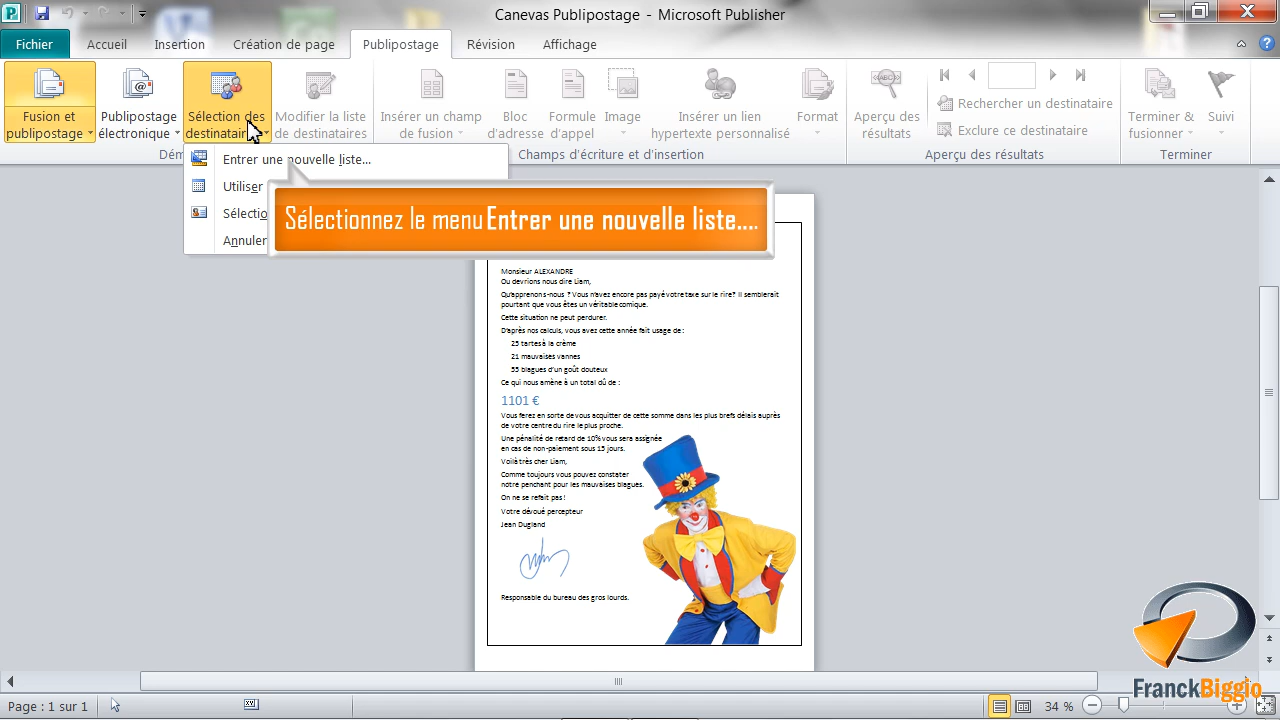 Canevas Publipostage - Microsoft Publisher
Fichier Accueil Insertion Création de page Publipostage Révision Affichage
Fusion et publipostage
Publipostage électronique
Sélection des destinatair
Modifier la liste de destinataires
Insérer un champ de fusion
Bloc d'adresse
Formule d'appel
Image
Insérer un lien hypertexte personnalisé
Format
Aperçu des résultats
Rechercher un destinataire
Exclure ce destinataire
Terminer & fusionner
Suivi
Dém
Champs d'écriture et d'insertion
Aperçu des résultats
Terminer
Entrer une nouvelle liste...
Utiliser
Sélectio
Annuler
Sélectionnez le menu Entrer une nouvelle liste....
Monsieur ALEXANDRE
Ou devrions nous dire Liam,
Qu'apprenons-nous ? Vous n'avez encore pas payé votre taxe sur le rire? Il semblerait
pourtant que vous êtes un véritable comique.
Cette situation ne peut perdurer.
D'après nos calculs, vous avez cette année fait usage de :
25 tartes à la crème
21 mauvaises vannes
55 blagues d'un goût douteux
Ce qui nous amène à un total dû de :
1101 €
Vous ferez en sorte de vous acquitter de cette somme dans les plus brefs délais auprès
de votre centre du rire le plus proche.
Une pénalité de retard de 10% vous sera assignée
en cas de non-paiement sous 15 jours.
Voilà très cher Liam,
Comme toujours vous pouvez constater
notre penchant pour les mauvaises blagues.
On ne se refait pas !
Votre dévoué percepteur
Jean Dugland
Responsable du bureau des gros lourds.
FranckBiggio
Page : 1 sur 1
34 %